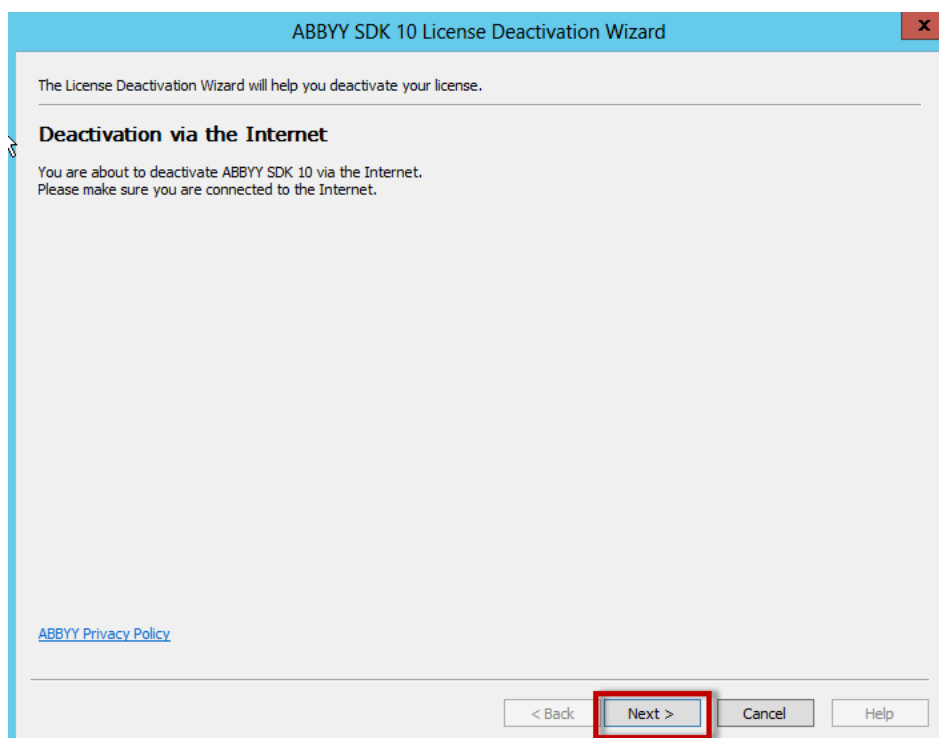 ABBYY SDK 10 License Deactivation Wizard
x
The License Deactivation Wizard will help you deactivate your license.
Deactivation via the Internet
You are about to deactivate ABBYY SDK 10 via the Internet.
Please make sure you are connected to the Internet.
ABBYY Privacy Policy
< Back Next > Cancel Help